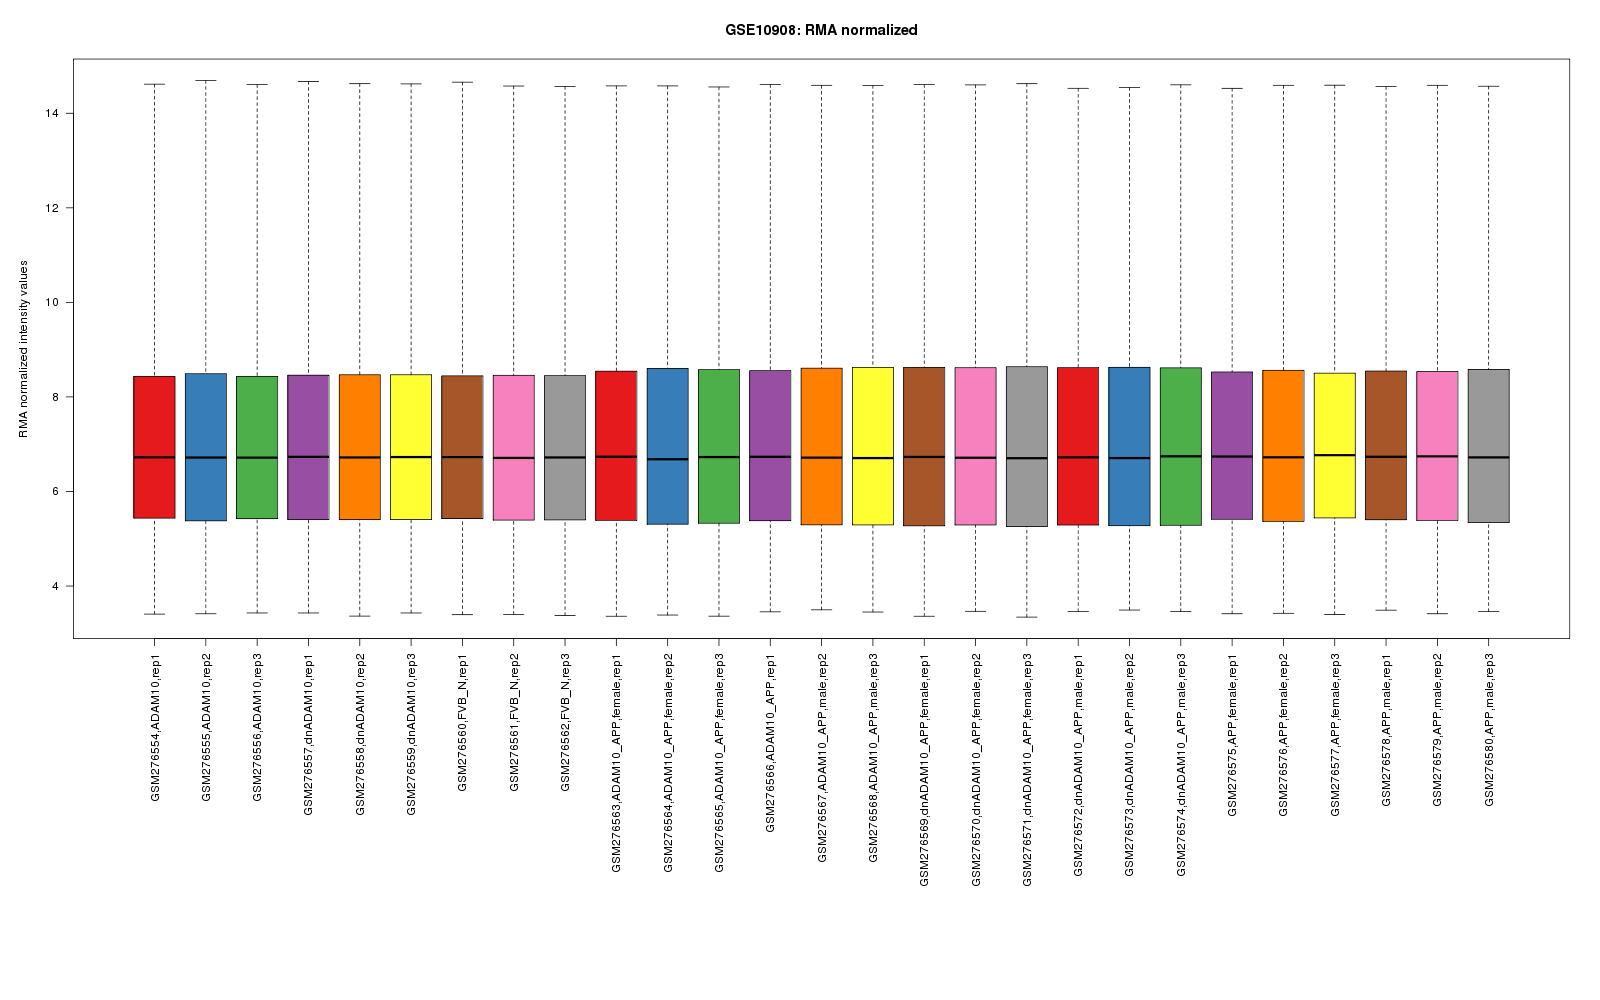 GSE10908: RMA normalized
RMA normalized intensity values
14
12
10
8
6
4
GSM276554,ADAM10,rep1
GSM276555,ADAM10,rep2
GSM276556,ADAM10,rep3
GSM276557,dnADAM10,rep1
GSM276558,dnADAM10,rep2
GSM276559,dnADAM10,rep3
GSM276560,FVB_N,rep1
GSM276561,FVB_N,rep2
GSM276562,FVB_N,rep3
GSM276563,ADAM10_APP,female,rep1
GSM276564,ADAM10_APP,female,rep2
GSM276565,ADAM10_APP,female,rep3
GSM276566,ADAM10_APP,rep1
GSM276567,ADAM10_APP,male,rep2
GSM276568,ADAM10_APP,male,rep3
GSM276569,dnADAM10_APP,female,rep1
GSM276570,dnADAM10_APP,female,rep2
GSM276571,dnADAM10_APP,female,rep3
GSM276572,dnADAM10_APP,male,rep1
GSM276573,dnADAM10_APP,male,rep2
GSM276574,dnADAM10_APP,male,rep3
GSM276575,APP,female,rep1
GSM276576,APP,female,rep2
GSM276577,APP,female,rep3
GSM276578,APP,male,rep1
GSM276579,APP,male,rep2
GSM276580,APP,male,rep3